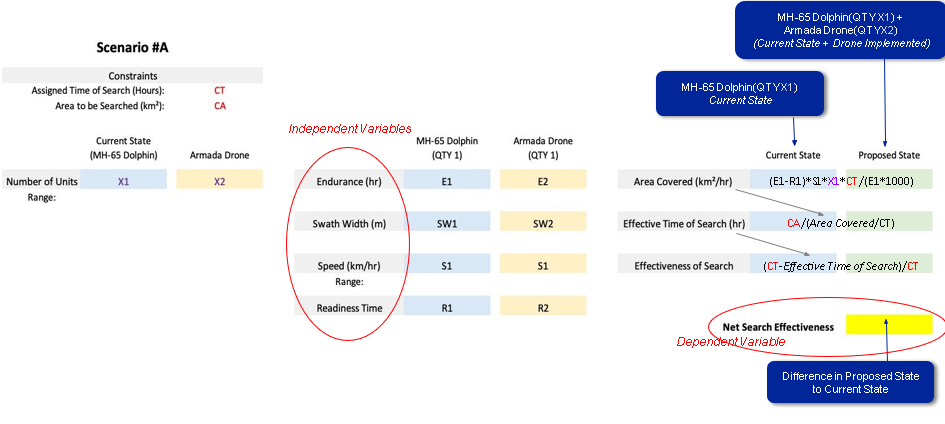 MH-65 Dolphin(QTYX1) +
Armada Drone(QTYX2)
(Current State + Drone Implemented)
Scenario #A
Constraints
Assigned Time of Search (Hours): CT
Area to be Searched (km²): CA
MH-65 Dolphin(QTYX1)
Current State
Independent Variables
Current State
(MH-65 Dolphin)
Armada Drone
MH-65 Dolphin
(QTY 1)
Armada Drone
(QTY 1)
Current State
Proposed State
Number of Units X1 X2
Range:
Endurance (hr) E1 E2
Area Covered (km²/hr) (E1-R1)*S1*X1*CT/(E1*1000)
Swath Width (m) SW1 SW2
Effective Time of Search (hr) CA/(Area Covered/CT)
Speed (km/hr) S1 S1
Range:
Effectiveness of Search (CT-Effective Time of Search)/CT
Readiness Time R1 R2
Net Search Effectiveness
Dependent Variable
Difference in Proposed State
to Current State